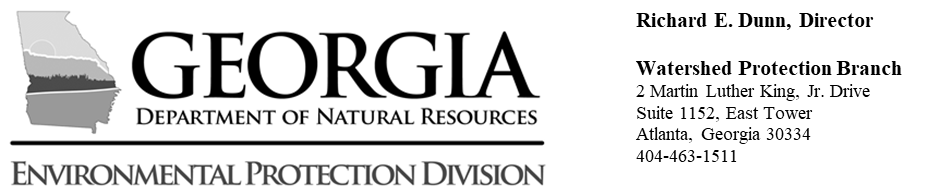 GEORGIA
DEPARTMENT OF NATURAL RESOURCES
ENVIRONMENTAL PROTECTION DIVISION
Richard E. Dunn, Director
Watershed Protection Branch
2 Martin Luther King, Jr. Drive
Suite 1152, East Tower
Atlanta, Georgia 30334
404-463-1511